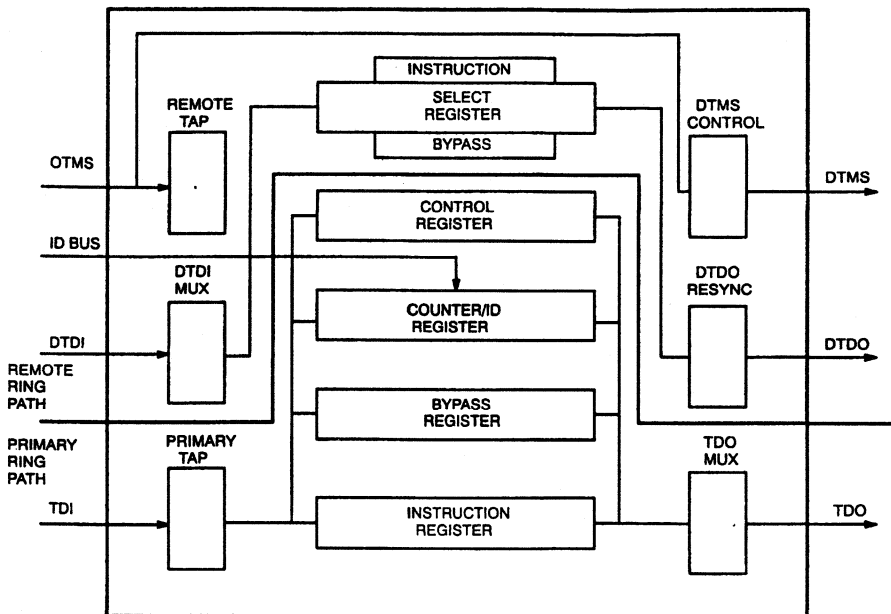 INSTRUCTION
SELECT
REGISTER
BYPASS
REMOTE
TAP
DTMS
CONTROL
OTMS
DTMS
CONTROL
REGISTER
ID BUS
DTDI
MUX
DTDO
RESYNC
COUNTER/ID
REGISTER
DTDI
DTDO
REMOTE
RING
PATH
BYPASS
REGISTER
PRIMARY
RING
PATH
PRIMARY
TAP
TDO
MUX
TDI
INSTRUCTION
REGISTER
TDO